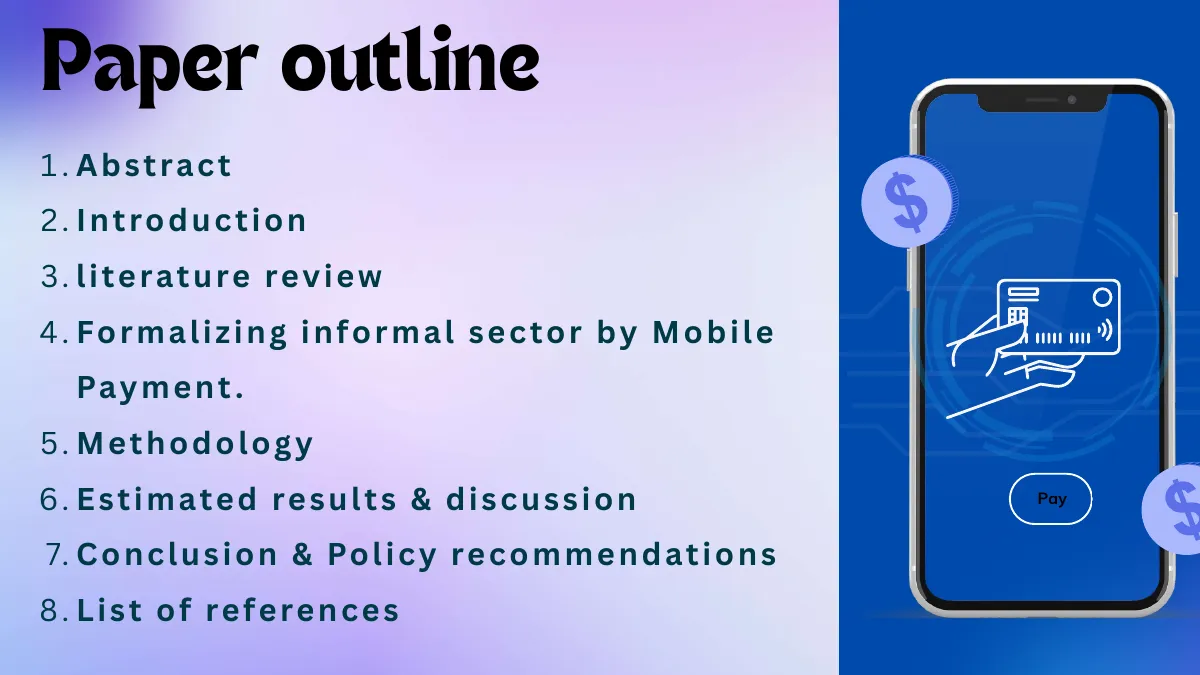 Paper outline
1. Abstract
2. Introduction
3. literature review
4. Formalizing informal sector by Mobile
Payment.
5. Methodology
6. Estimated results & discussion
7. Conclusion & Policy recommendations
8. List of references
$
Pay
$